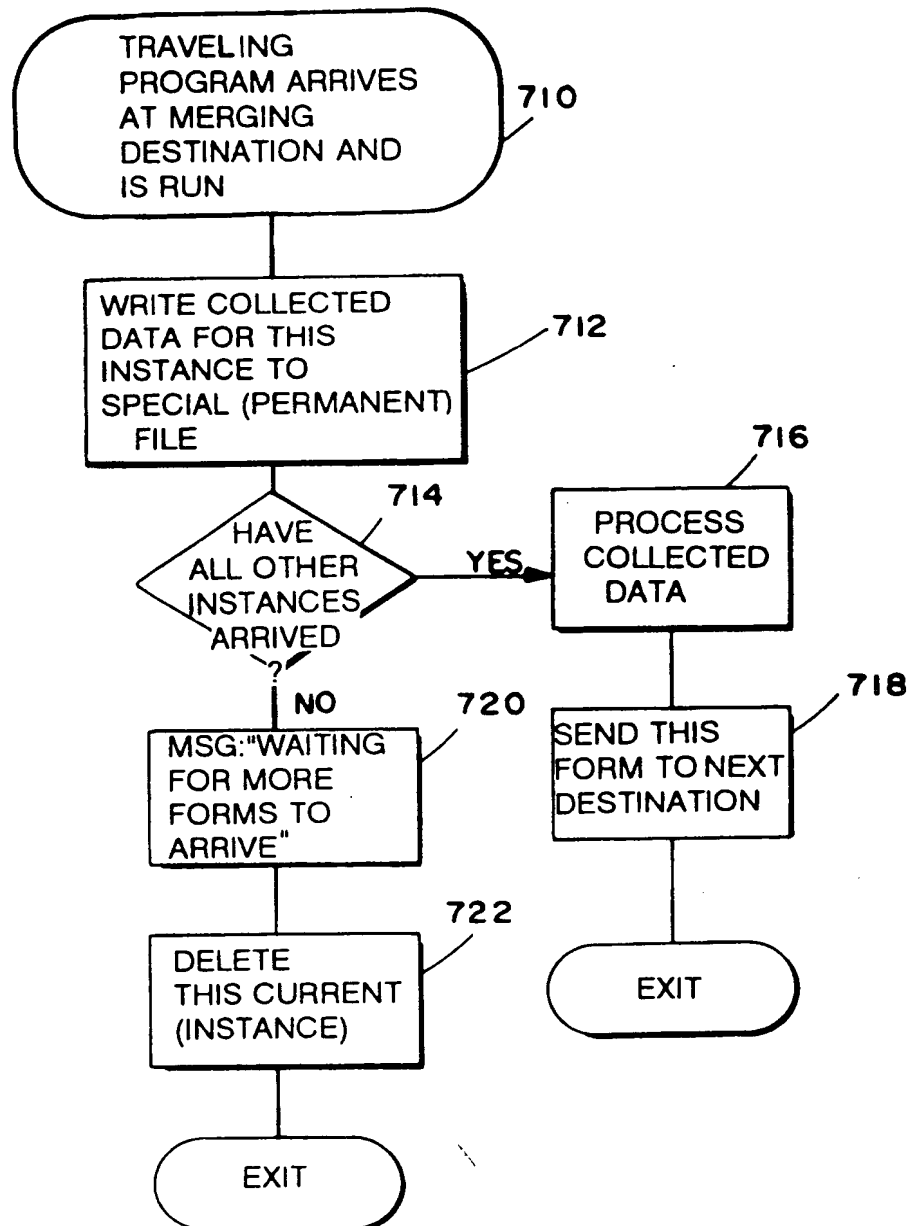 TRAVELING
PROGRAM ARRIVES
AT MERGING
DESTINATION AND
IS RUN
710
WRITE COLLECTED
DATA FOR THIS
INSTANCE TO
SPECIAL (PERMANENT)
FILE
712
HAVE
ALL OTHER
INSTANCES
ARRIVED
?
714
YES
716
PROCESS
COLLECTED
DATA
NO
718
SEND THIS
FORM TO NEXT
DESTINATION
EXIT
720
MSG:"WAITING
FOR MORE
FORMS TO
ARRIVE"
722
DELETE
THIS CURRENT
(INSTANCE)
EXIT